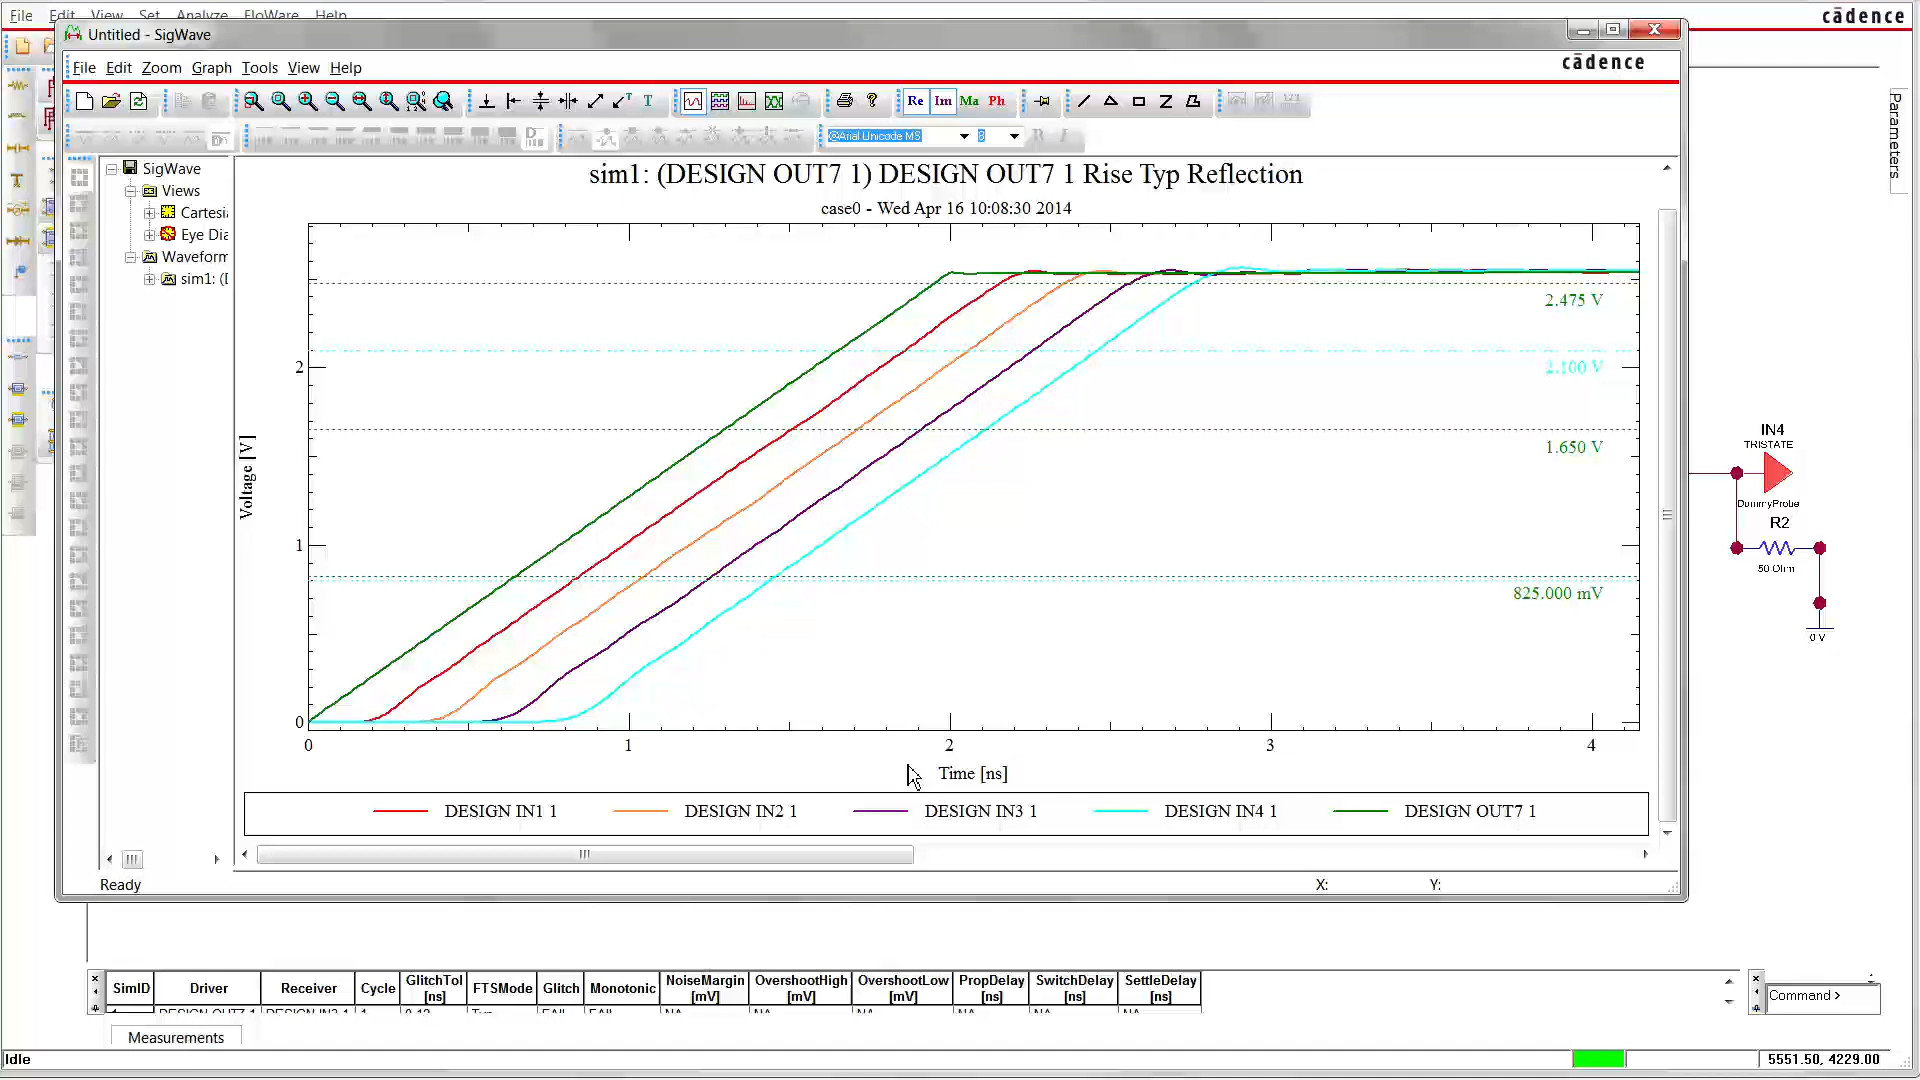 File Edit View Set Analyze FloWare Help
cādence
Untitled - SigWave
File Edit Zoom Graph Tools View Help
cādence
Re Im Ma Ph
@Arial Unicode MS 8
SigWave
Views
Cartesi
Eye Dia
Waveform
sim1: (I
sim1: (DESIGN OUT7 1) DESIGN OUT7 1 Rise Typ Reflection
case0 - Wed Apr 16 10:08:30 2014
2.475 V
2
2.100 V
1.650 V
Voltage [V]
1
825.000 mV
0
0 1 2 3 4
Time [ns]
DESIGN IN1 1 DESIGN IN2 1 DESIGN IN3 1 DESIGN IN4 1 DESIGN OUT7 1
Ready X: Y:
Parameters
IN4
TRISTATE
DummyProbe
R2
50 Ohm
0 V
SimID Driver Receiver Cycle GlitchTol [ns] FTSMode Glitch Monotonic NoiseMargin [mV] OvershootHigh [mV] OvershootLow [mV] PropDelay [ns] SwitchDelay [ns] SettleDelay [ns]
Command >
Measurements
Idle 5551.50, 4229.00